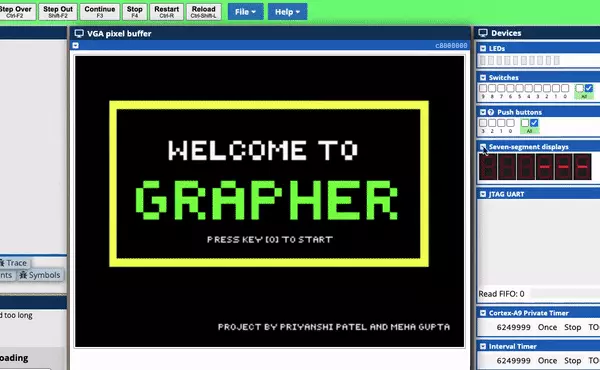 Step Over
Ctrl-F2
Step Out
Shift-F2
Continue
F3
Stop
F4
Restart
Ctrl-R
Reload
Ctrl-Shift-L
File
Help
VGA pixel buffer
c8000000
WELCOME TO
GRAPHER
PRESS KEY [0] TO START
PROJECT BY PRIYANSHI PATEL AND MEHA GUPTA
Trace
nts
Symbols
d too long
oading
Devices
LEDs
Switches
9 8 7 6 5 4 3 2 1 0 All
Push buttons
3 2 1 0 All
Seven-segment displays
JTAG UART
Read FIFO: 0
Cortex-A9 Private Timer
6249999 Once Stop TO
Interval Timer
6249999 Once Stop TO